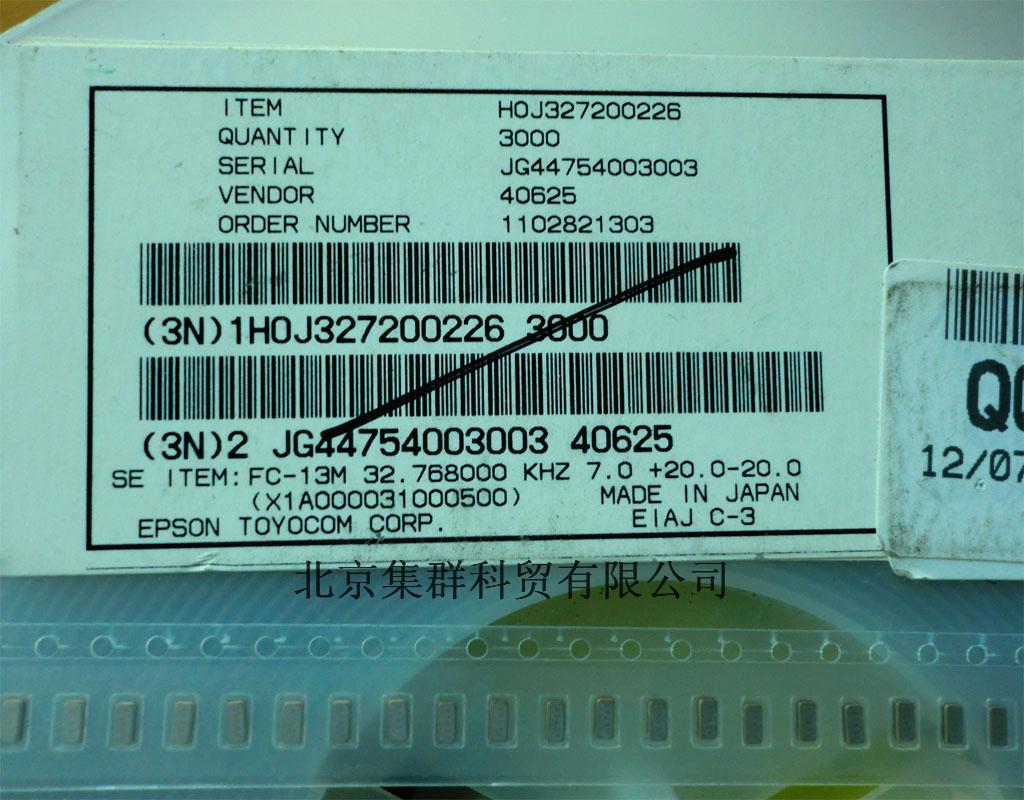 ITEM H0J327200226
QUANTITY 3000
SERIAL JG44754003003
VENDOR 40625
ORDER NUMBER 1102821303
(3N)1H0J327200226 3000
(3N)2 JG44754003003 40625
SE ITEM:FC-13M 32.768000 KHZ 7.0 +20.0-20.0
(X1A000031000500) MADE IN JAPAN
EPSON TOYOCOM CORP. EIAJ C-3
12/07
北京集群科贸有限公司